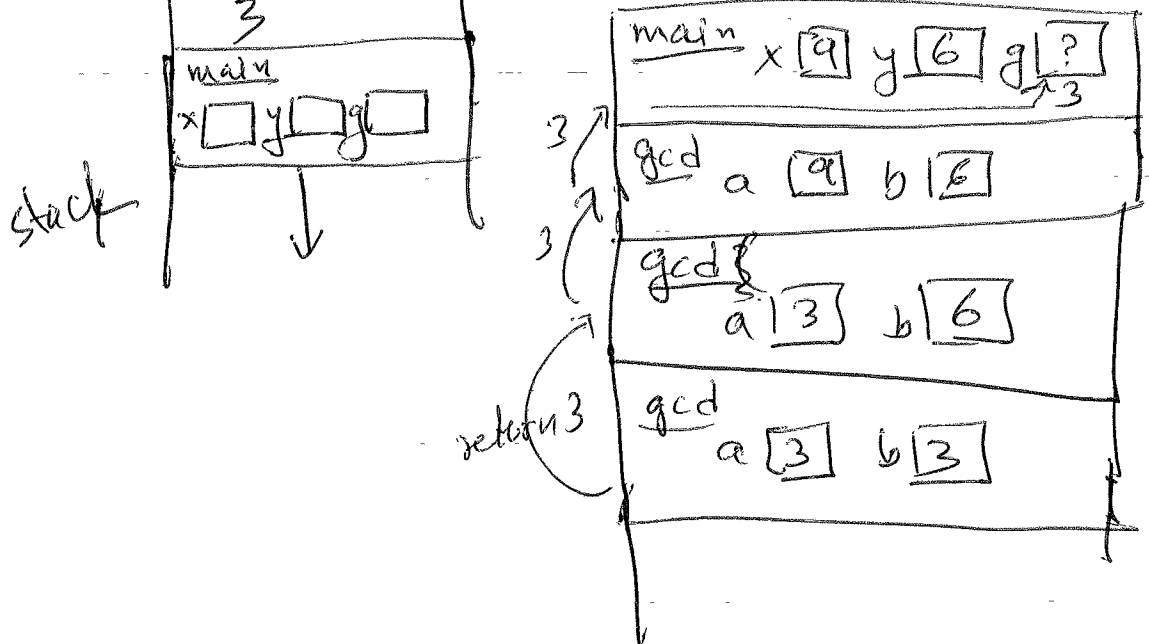 3
main
x y g
stack
main x 9 y 6 g ?
3
3
gcd a 9 b 6
3
gcd
a 3 b 6
return 3
gcd
a 3 b 3